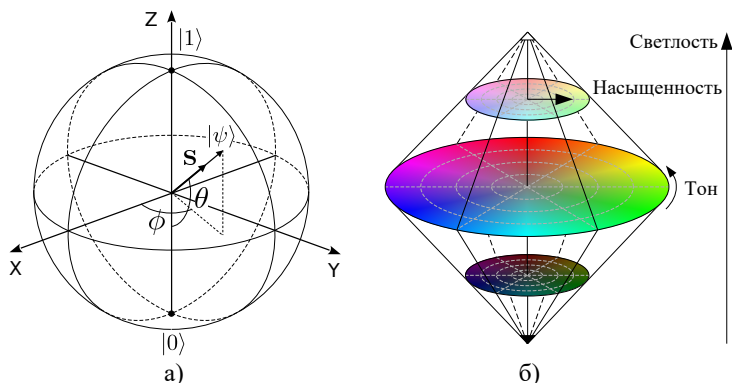 Z
|1⟩
|ψ⟩
S
θ
ϕ
X
Y
|0⟩
а)
Светлость
Насыщенность
Тон
б)